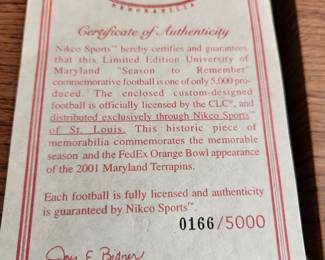 MEMORABILIA
Certificate of Authenticity
Nikco Sports™ hereby certifies and guarantees
that this Limited Edition University of
Maryland "Season to Remember"
commemorative football is one of only 5,000 pro-
duced. The enclosed custom-designed
football is officially licensed by the CLC®, and
distributed exclusively through Nikco Sports™
of St. Louis. This historic piece of
memorabilia commemorates the memorable
season and the FedEx Orange Bowl appearance
of the 2001 Maryland Terrapins.
Each football is fully licensed and authenticity
is guaranteed by Nikco Sports™.
0166/5000